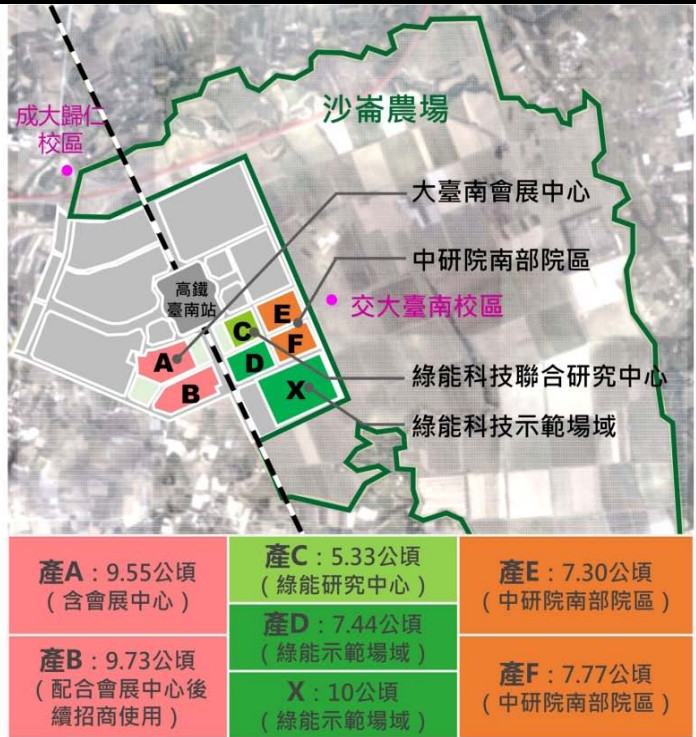 成大歸仁
校區
沙崙農場
大臺南會展中心
中研院南部院區
高鐵
臺南站
交大臺南校區
E
C
F
A
D
綠能科技聯合研究中心
B
X
綠能科技示範場域
產A：9.55公頃
（含會展中心）
產B：9.73公頃
（配合會展中心後
續招商使用）
產C：5.33公頃
（綠能研究中心）
產D：7.44公頃
（綠能示範場域）
X：10公頃
（綠能示範場域）
產E：7.30公頃
（中研院南部院區）
產F：7.77公頃
（中研院南部院區）